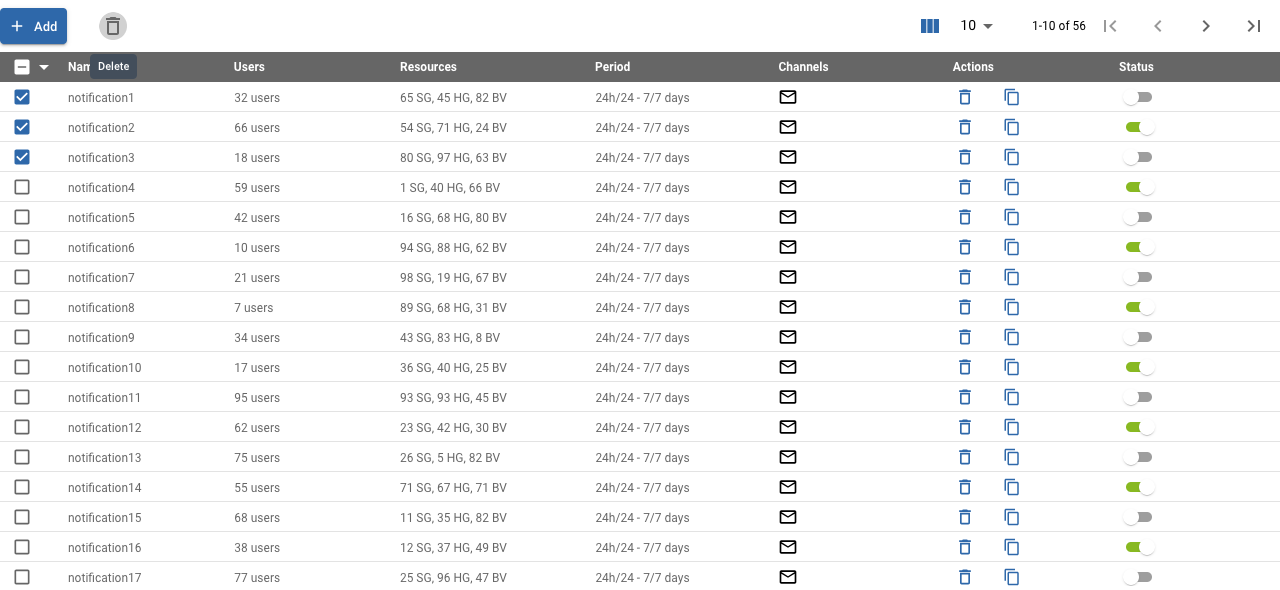 Add 10 1-10 of 56
Nam Delete Users Resources Period Channels Actions Status
notification1 32 users 65 SG, 45 HG, 82 BV 24h/24 - 7/7 days
notification2 66 users 54 SG, 71 HG, 24 BV 24h/24 - 7/7 days
notification3 18 users 80 SG, 97 HG, 63 BV 24h/24 - 7/7 days
notification4 59 users 1 SG, 40 HG, 66 BV 24h/24 - 7/7 days
notification5 42 users 16 SG, 68 HG, 80 BV 24h/24 - 7/7 days
notification6 10 users 94 SG, 88 HG, 62 BV 24h/24 - 7/7 days
notification7 21 users 98 SG, 19 HG, 67 BV 24h/24 - 7/7 days
notification8 7 users 89 SG, 68 HG, 31 BV 24h/24 - 7/7 days
notification9 34 users 43 SG, 83 HG, 8 BV 24h/24 - 7/7 days
notification10 17 users 36 SG, 40 HG, 25 BV 24h/24 - 7/7 days
notification11 95 users 93 SG, 93 HG, 45 BV 24h/24 - 7/7 days
notification12 62 users 23 SG, 42 HG, 30 BV 24h/24 - 7/7 days
notification13 75 users 26 SG, 5 HG, 82 BV 24h/24 - 7/7 days
notification14 55 users 71 SG, 67 HG, 71 BV 24h/24 - 7/7 days
notification15 68 users 11 SG, 35 HG, 82 BV 24h/24 - 7/7 days
notification16 38 users 12 SG, 37 HG, 49 BV 24h/24 - 7/7 days
notification17 77 users 25 SG, 96 HG, 47 BV 24h/24 - 7/7 days